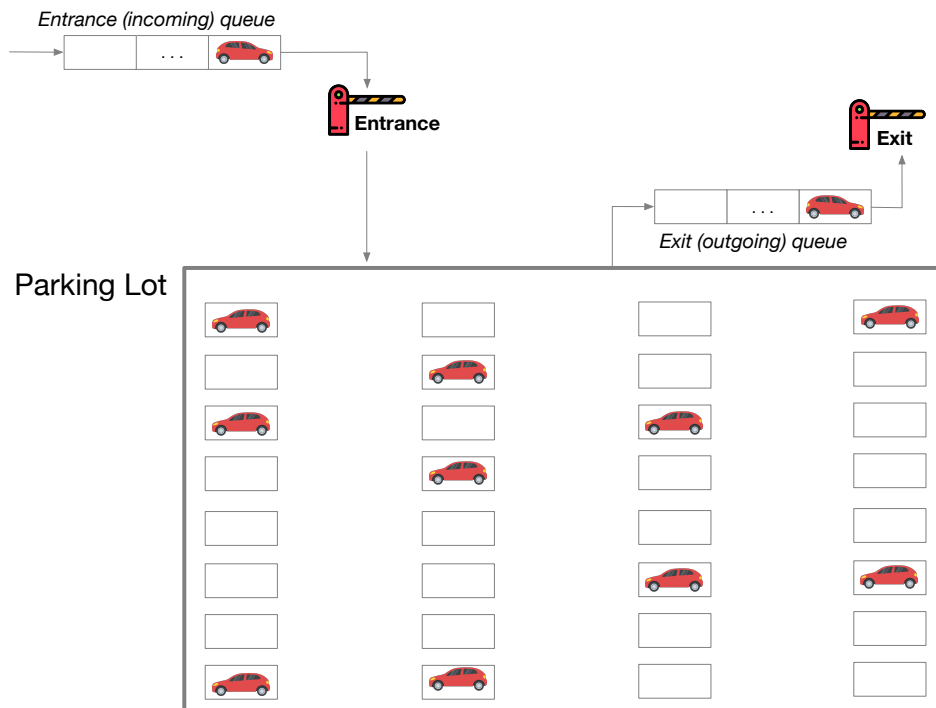 Entrance (incoming) queue
. . .
Entrance
Exit
. . .
Exit (outgoing) queue
Parking Lot